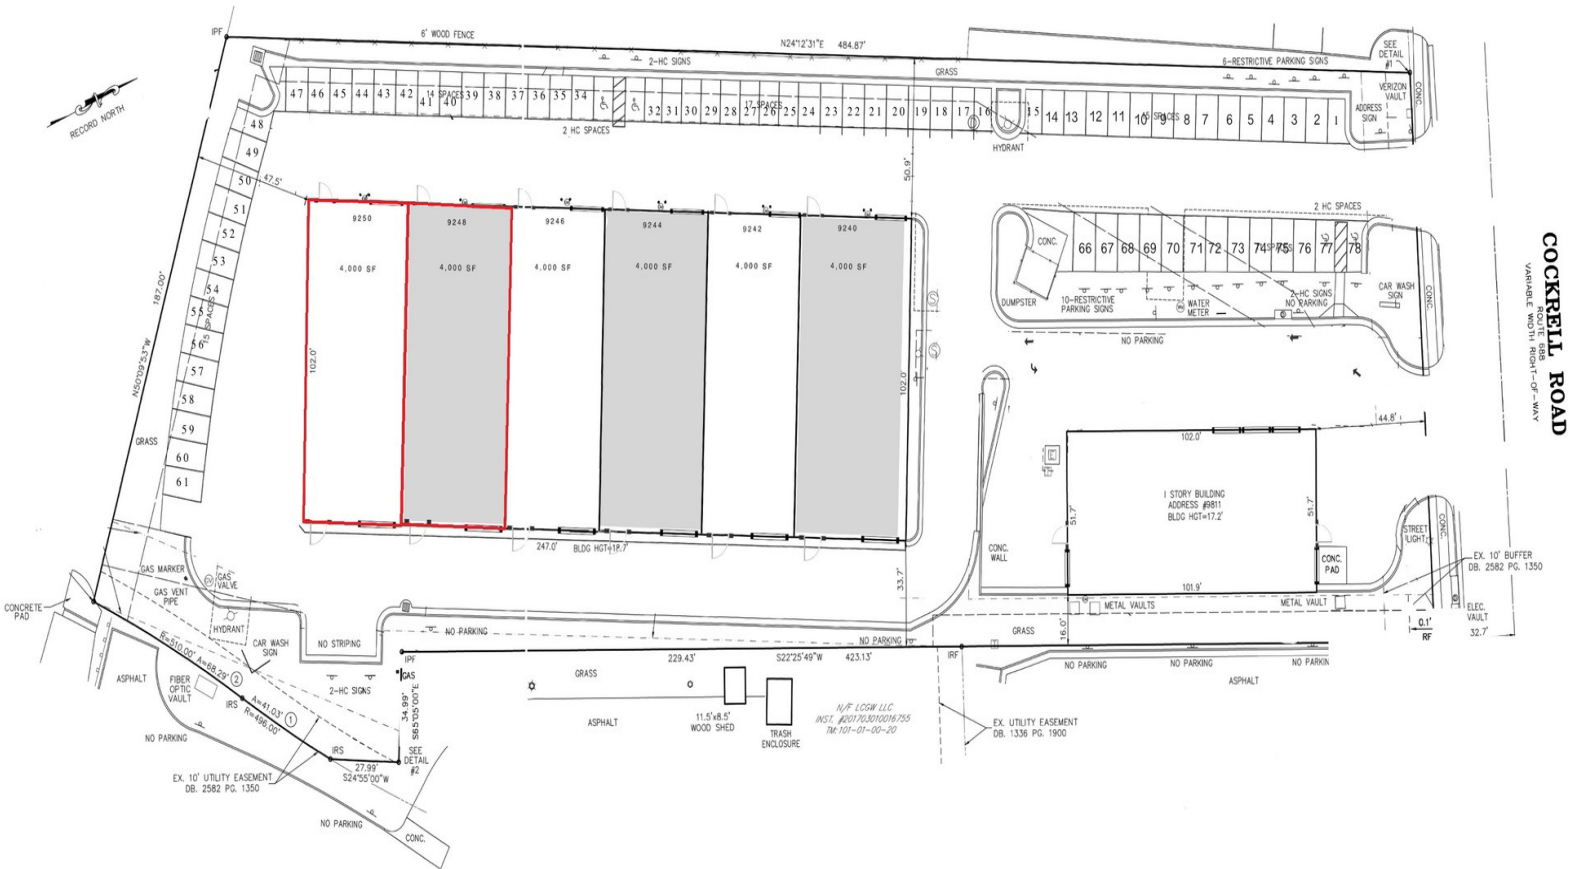 IPF
6' WOOD FENCE
N24°12'31"E 484.87'
SEE
DETAIL
#1
2-HC SIGNS
GRASS
6-RESTRICTIVE PARKING SIGNS
VERIZON
VAULT
CONC
ADDRESS
SIGN
RECORD NORTH
47 46 45 44 43 42 41 40 39 38 37 36 35 34
14 SPACES
32 31 30 29 28 27 26 25 24 23 22 21 20 19 18 17 16
17 SPACES
15 14 13 12 11 10 9 8 7 6 5 4 3 2 1
SPACES
2 HC SPACES
HYDRANT
48
49
50
51
52
53
54
55
56
57
58
59
60
61
15 SPACES
47.5'
50.9'
187.00'
N50°09'53"W
GRASS
9250
4,000 SF
9248
4,000 SF
9246
4,000 SF
9244
4,000 SF
9242
4,000 SF
9240
4,000 SF
102.0'
102.0'
247.0'
BLDG HGT=18.7'
33.7'
2 HC SPACES
CONC.
66 67 68 69 70 71 72 73 74 75 76 77 78
SPACES
DUMPSTER
10-RESTRICTIVE
PARKING SIGNS
WATER
METER
2-HC SIGNS
NO PARKING
CAR WASH
SIGN
CONC.
NO PARKING
COCKRELL ROAD
ROUTE 688
VARIABLE WIDTH RIGHT-OF-WAY
44.8'
102.0'
E
1 STORY BUILDING
ADDRESS #9811
BLDG HGT=17.2'
51.7'
51.7'
101.9'
CONC.
WALL
CONC.
PAD
STREET
LIGHT
CONC.
EX. 10' BUFFER
DB. 2582 PG. 1350
METAL VAULTS
METAL VAULT
ELEC.
VAULT
0.1'
RF
32.7'
16.0'
GRASS
GAS MARKER
GAS
VALVE
GAS VENT
PIPE
CONCRETE
PAD
HYDRANT
CAR WASH
SIGN
NO STRIPING
NO PARKING
NO PARKING
IPF
229.43'
S22°25'49"W 423.13'
IRF
NO PARKING
NO PARKING
NO PARKIN
ASPHALT
R=510.00' A=68.29' 2
ASPHALT
FIBER
OPTIC
VAULT
IRS
A=41.03' 1
R=496.00'
2-HC SIGNS
GAS
34.99'
S65°05'00"E
GRASS
ASPHALT
11.5'x8.5'
WOOD SHED
TRASH
ENCLOSURE
N/F LCGW LLC
INST. #201703010016755
TM: 101-01-00-20
EX. UTILITY EASEMENT
DB. 1336 PG. 1900
NO PARKING
IRS
SEE
DETAIL
#2
27.99'
S24°55'00"W
EX. 10' UTILITY EASEMENT
DB. 2582 PG. 1350
NO PARKING
CONC.